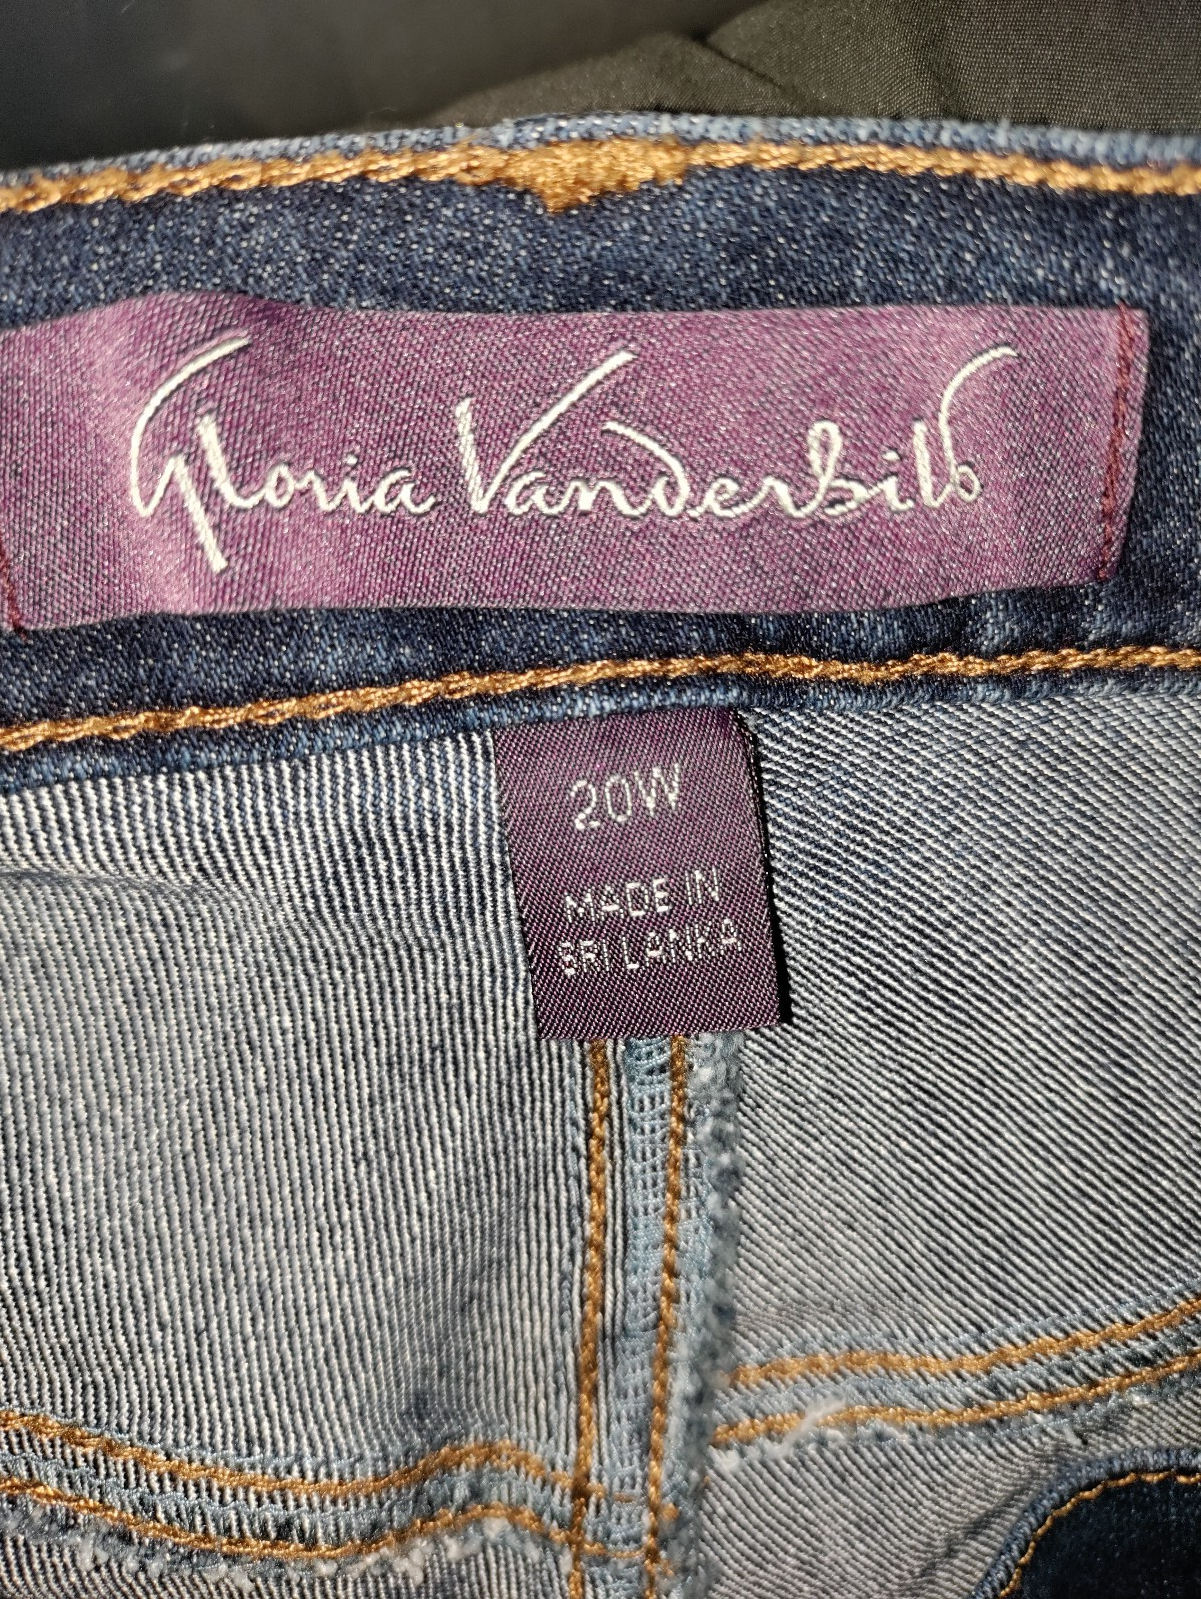 Gloria Vanderbilt
20W
MADE IN
SRI LANKA